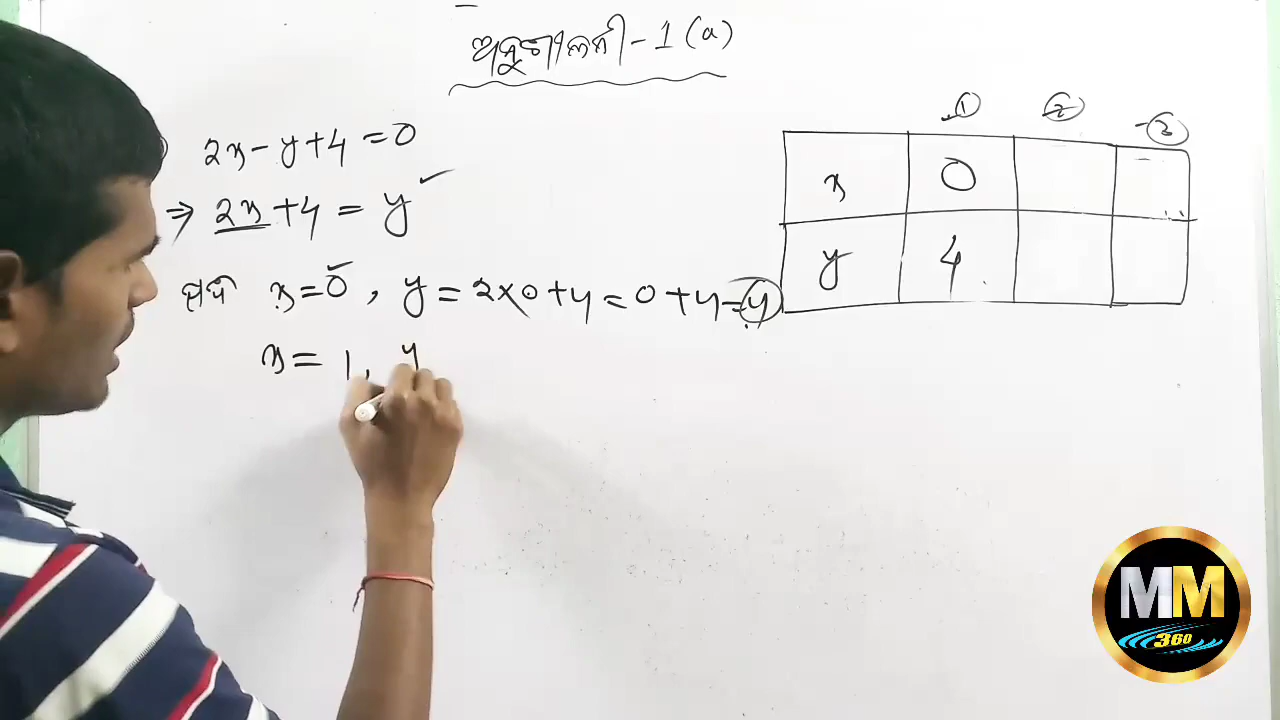 ଅନୁଶୀଳନୀ - 1 (a)
2x - y + 4 = 0
⇒ 2x + 4 = y ✓
ଯଦି x = 0 , y = 2 × 0 + 4 = 0 + 4 = 4
x = 1 , y
1 2 3
x 0
y 4
MM
360